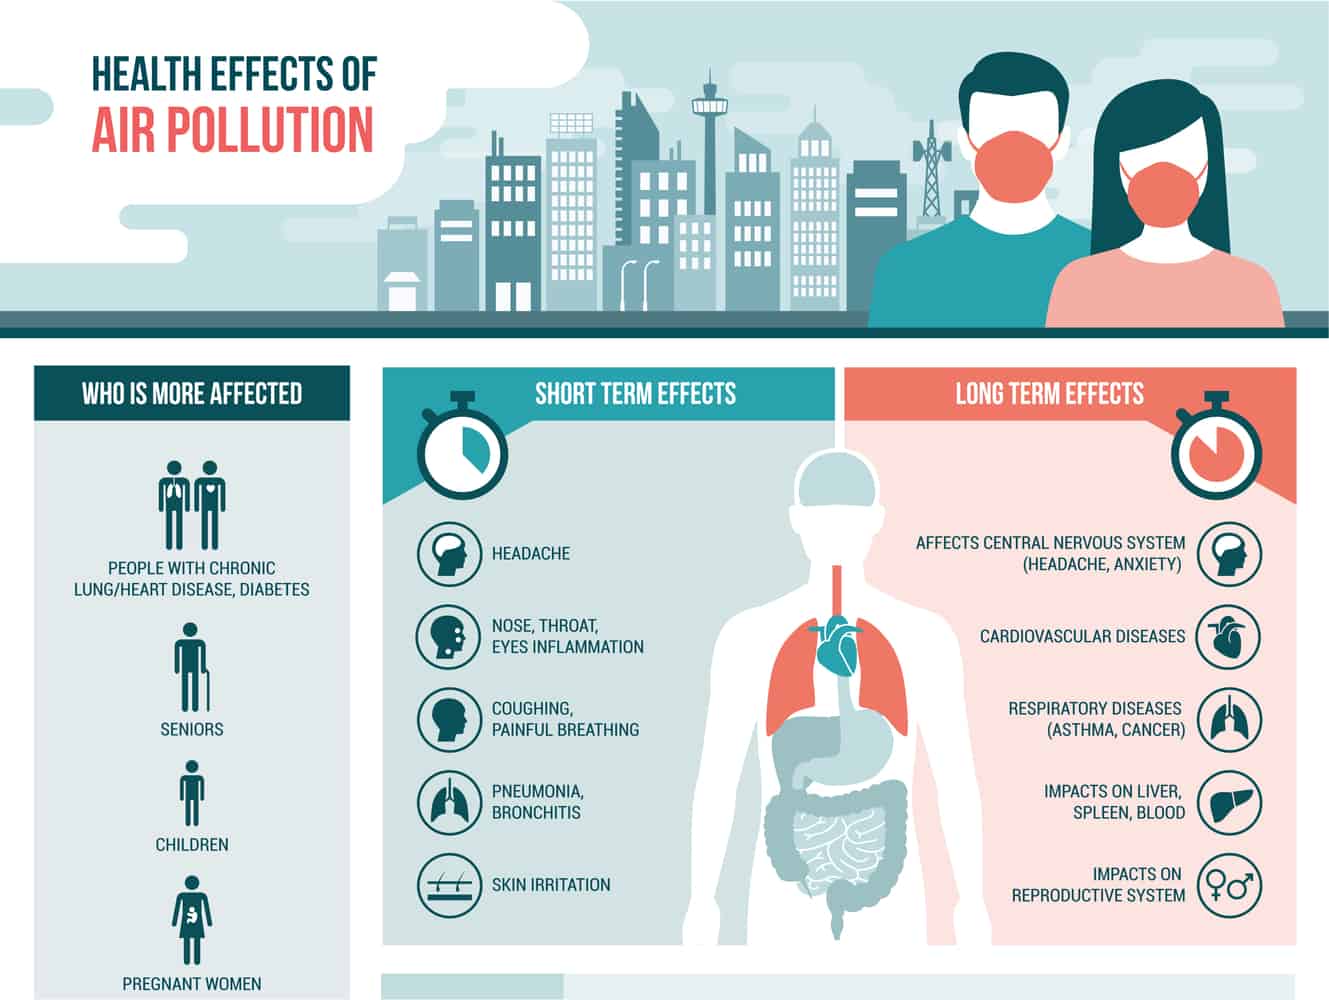 HEALTH EFFECTS OF
AIR POLLUTION
WHO IS MORE AFFECTED
PEOPLE WITH CHRONIC
LUNG/HEART DISEASE, DIABETES
SENIORS
CHILDREN
PREGNANT WOMEN
SHORT TERM EFFECTS
HEADACHE
NOSE, THROAT,
EYES INFLAMMATION
COUGHING,
PAINFUL BREATHING
PNEUMONIA,
BRONCHITIS
SKIN IRRITATION
LONG TERM EFFECTS
AFFECTS CENTRAL NERVOUS SYSTEM
(HEADACHE, ANXIETY)
CARDIOVASCULAR DISEASES
RESPIRATORY DISEASES
(ASTHMA, CANCER)
IMPACTS ON LIVER,
SPLEEN, BLOOD
IMPACTS ON
REPRODUCTIVE SYSTEM